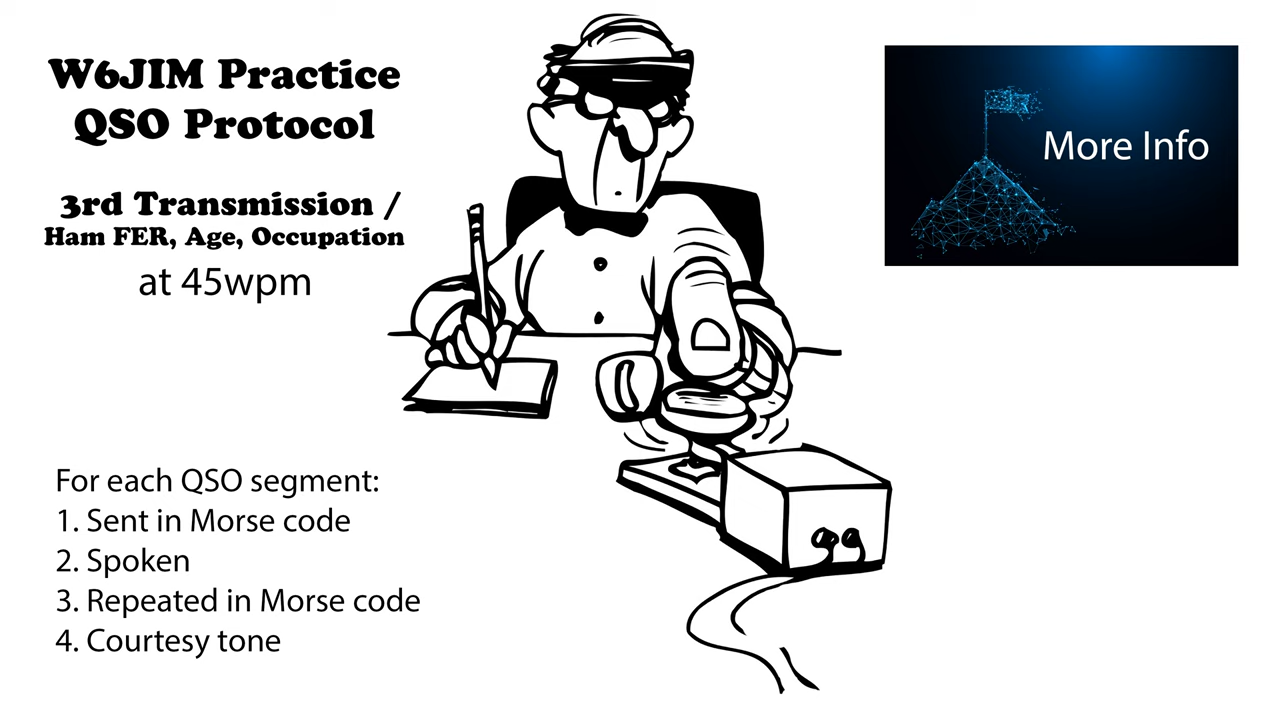 W6JIM Practice
QSO Protocol
3rd Transmission /
Ham FER, Age, Occupation
at 45wpm
More Info
For each QSO segment:
1. Sent in Morse code
2. Spoken
3. Repeated in Morse code
4. Courtesy tone